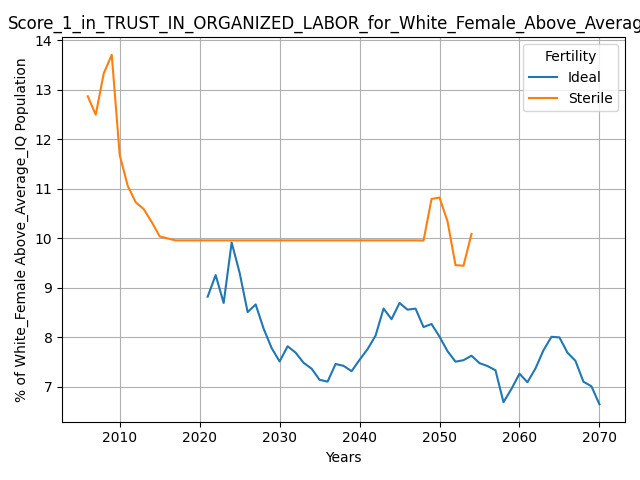 Score_1_in_TRUST_IN_ORGANIZED_LABOR_for_White_Female_Above_Averag
14
13
12
11
10
9
8
7
% of White_Female Above_Average_IQ Population
Fertility
Ideal
Sterile
2010 2020 2030 2040 2050 2060 2070
Years